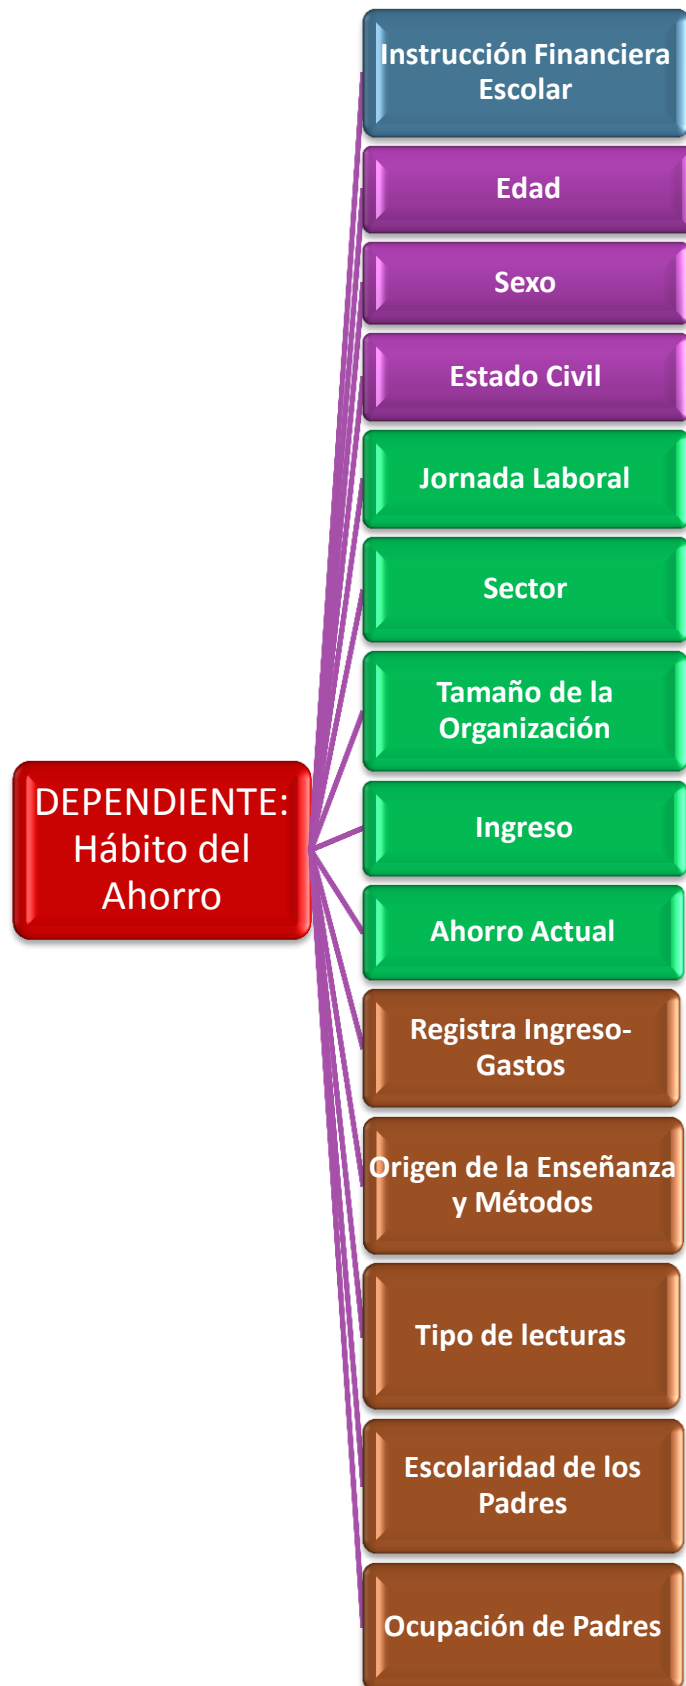 Instrucción Financiera
Escolar
Edad
Sexo
Estado Civil
Jornada Laboral
Sector
Tamaño de la
Organización
DEPENDIENTE:
Hábito del
Ahorro
Ingreso
Ahorro Actual
Registra Ingreso-
Gastos
Origen de la Enseñanza
y Métodos
Tipo de lecturas
Escolaridad de los
Padres
Ocupación de Padres